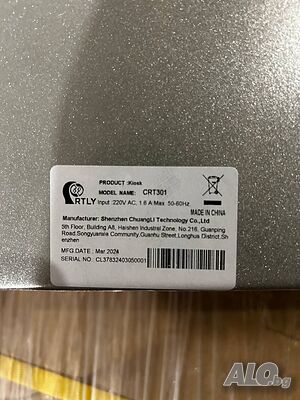 PRODUCT :Kiosk
RTLY
MODEL NAME: CRT301
Input :220V AC, 1.6 A Max 50-60Hz
MADE IN CHINA
Manufacturer: Shenzhen ChuangLi Technology Co.,Ltd
5th Floor, Building A8, Haishen Industrial Zone, No.216, Guanping
Road,Songyuanxia Community,Guanhu Street,Longhua District,Sh
enzhen
MFG.DATE : Mar 2024
SERIAL NO.: CL37832403050001
ALO.bg